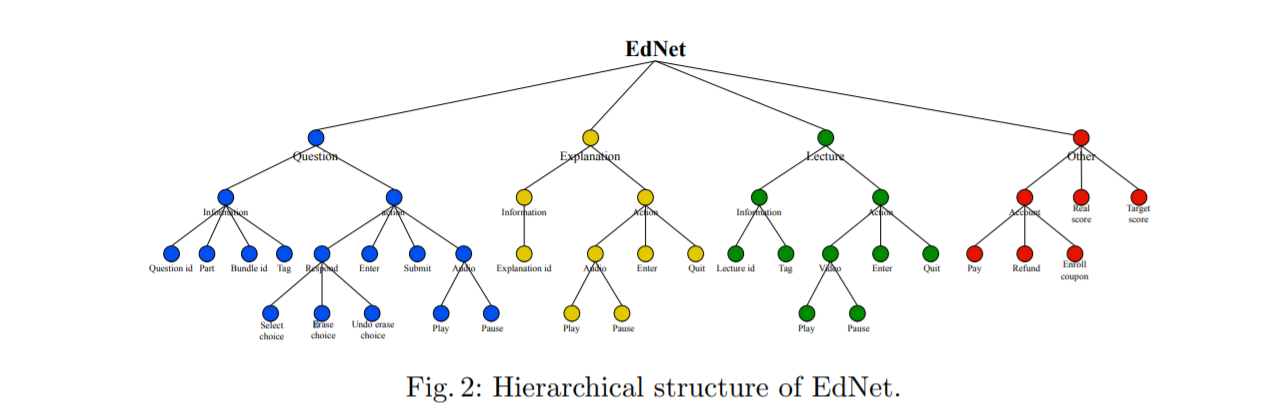 EdNet
Question
Explanation
Lecture
Other
Information
action
Information
Action
Information
Action
Account
Real
score
Target
score
Question id
Part
Bundle id
Tag
Respond
Enter
Submit
Audio
Explanation id
Audio
Enter
Quit
Lecture id
Tag
Video
Enter
Quit
Pay
Refund
Enroll
coupon
Select
choice
Erase
choice
Undo erase
choice
Play
Pause
Play
Pause
Play
Pause
Fig. 2: Hierarchical structure of EdNet.